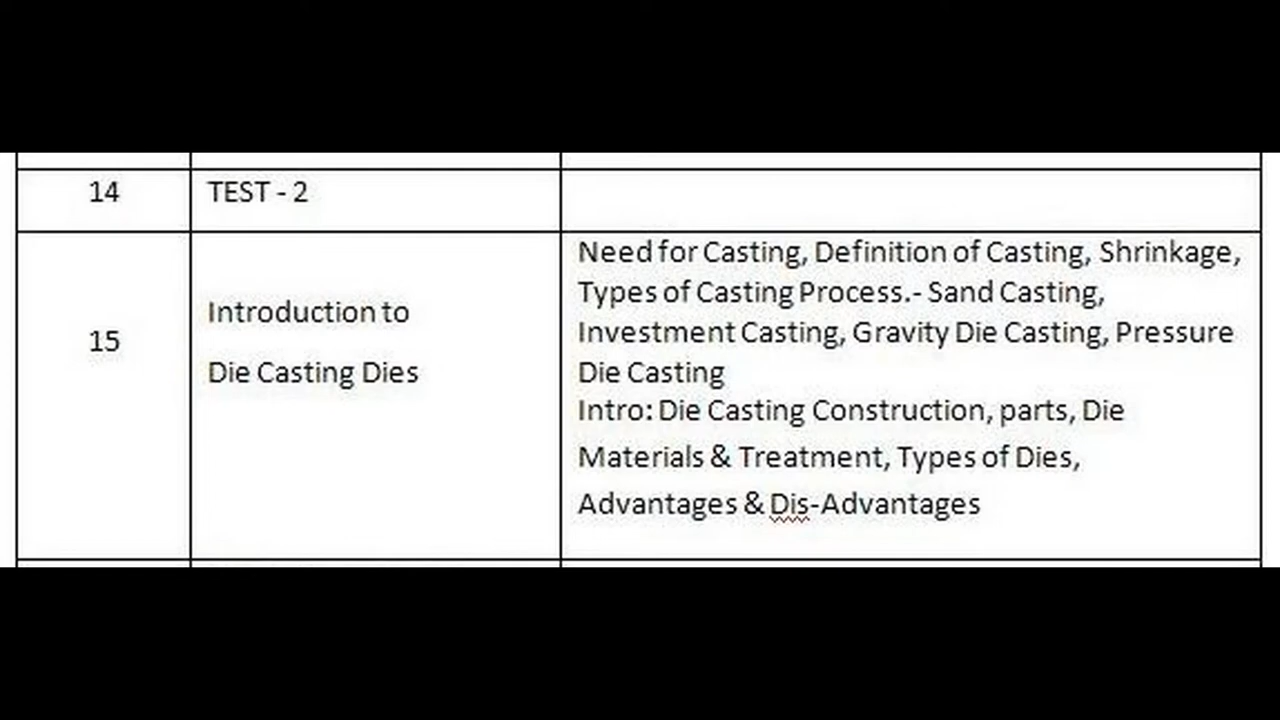 14
TEST - 2
15
Introduction to
Die Casting Dies
Need for Casting, Definition of Casting, Shrinkage,
Types of Casting Process.- Sand Casting,
Investment Casting, Gravity Die Casting, Pressure
Die Casting
Intro: Die Casting Construction, parts, Die
Materials & Treatment, Types of Dies,
Advantages & Dis-Advantages